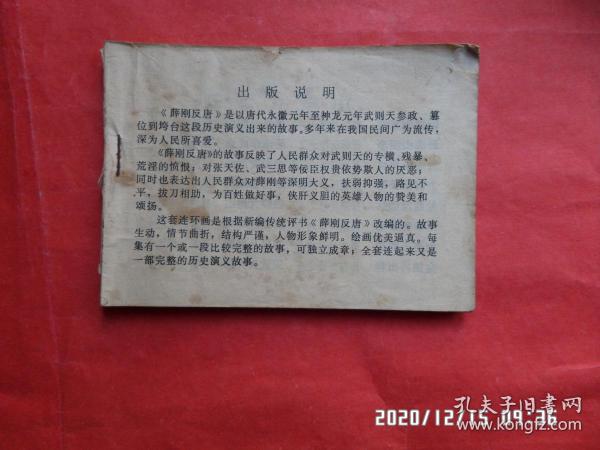 出版说明
《薛刚反唐》是以唐代永徽元年至神龙元年武则天参政、篡
位到垮台这段历史演义出来的故事。多年来在我国民间广为流传，
深为人民所喜爱。
《薛刚反唐》的故事反映了人民群众对武则天的专横、残暴、
荒淫的愤恨；对张天佐、武三思等佞臣权贵依势欺人的厌恶；
同时也表达出人民群众对薛刚等深明大义，扶弱抑强，路见不
平，拔刀相助，为百姓做好事，侠肝义胆的英雄人物的赞美和
颂扬。
这套连环画是根据新编传统评书《薛刚反唐》改编的。故事
生动，情节曲折，结构严谨，人物形象鲜明。绘画优美逼真。每
集有一个或一段比较完整的故事，可独立成章；全套连起来又是
一部完整的历史演义故事。
2020/12/15 09:36
孔夫子旧书网
www.kongfz.com